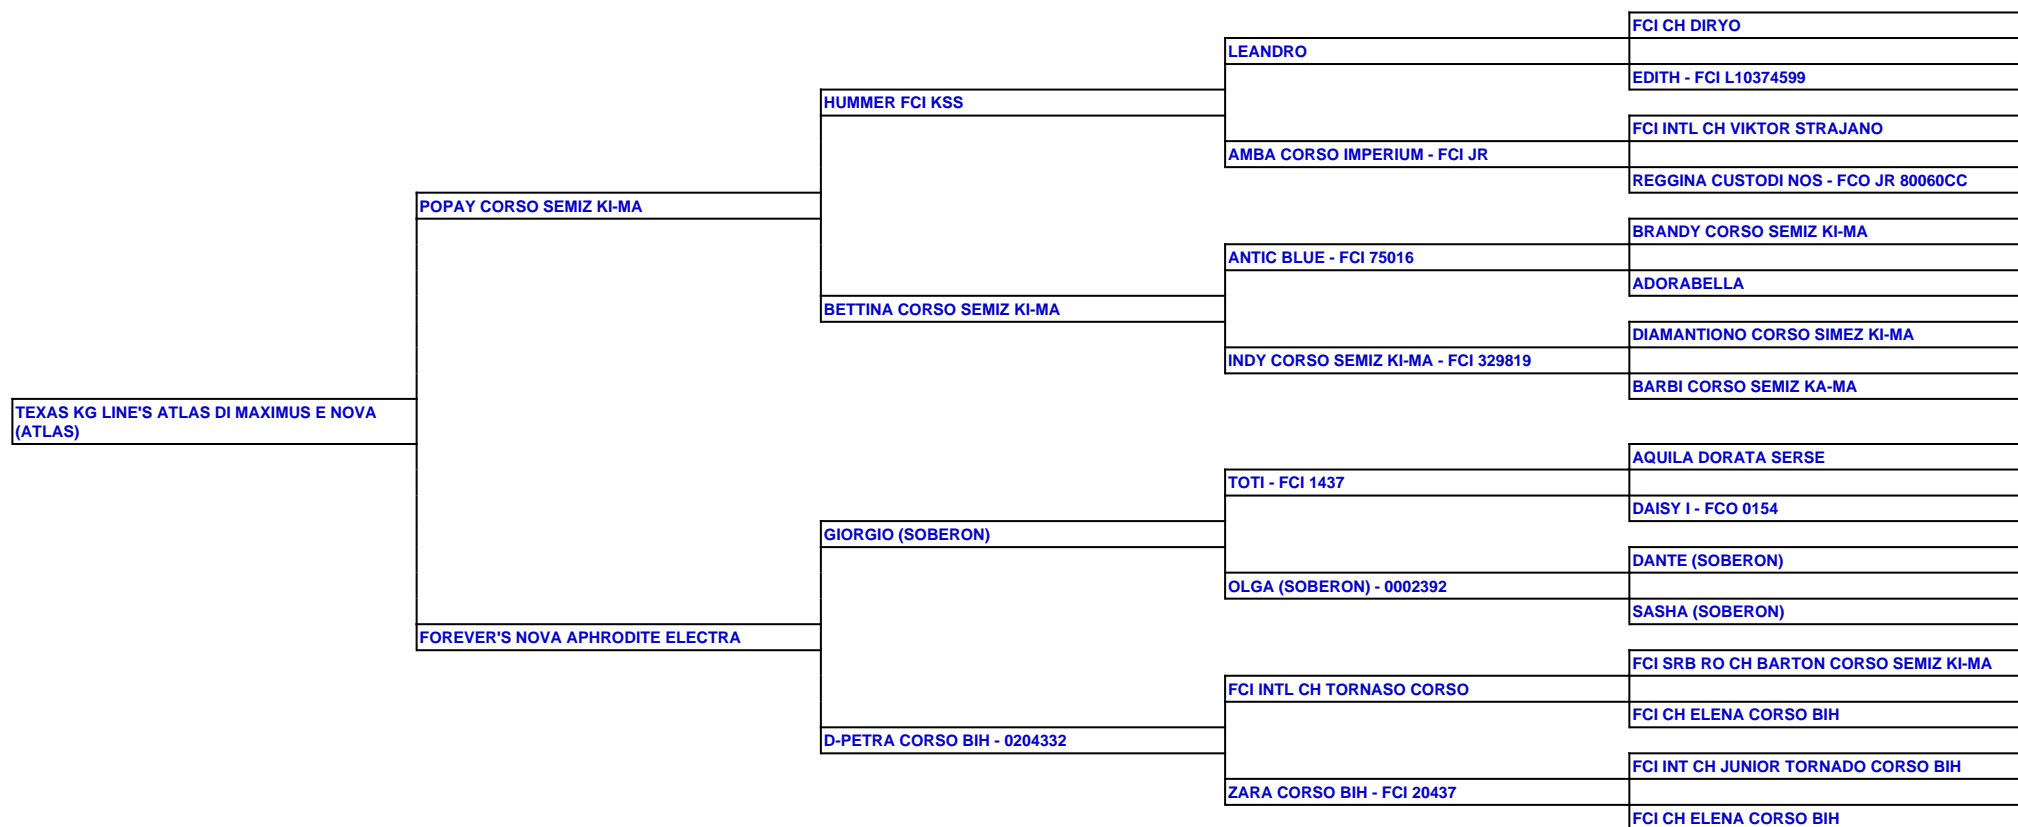 FCI CH DIRYO
LEANDRO
EDITH - FCI L10374599
HUMMER FCI KSS
FCI INTL CH VIKTOR STRAJANO
AMBA CORSO IMPERIUM - FCI JR
REGGINA CUSTODI NOS - FCO JR 80060CC
POPAY CORSO SEMIZ KI-MA
BRANDY CORSO SEMIZ KI-MA
ANTIC BLUE - FCI 75016
ADORABELLA
BETTINA CORSO SEMIZ KI-MA
DIAMANTIONO CORSO SIMEZ KI-MA
INDY CORSO SEMIZ KI-MA - FCI 329819
BARBI CORSO SEMIZ KA-MA
TEXAS KG LINE'S ATLAS DI MAXIMUS E NOVA
(ATLAS)
AQUILA DORATA SERSE
TOTI - FCI 1437
DAISY I - FCO 0154
GIORGIO (SOBERON)
DANTE (SOBERON)
OLGA (SOBERON) - 0002392
SASHA (SOBERON)
FOREVER'S NOVA APHRODITE ELECTRA
FCI SRB RO CH BARTON CORSO SEMIZ KI-MA
FCI INTL CH TORNASO CORSO
FCI CH ELENA CORSO BIH
D-PETRA CORSO BIH - 0204332
FCI INT CH JUNIOR TORNADO CORSO BIH
ZARA CORSO BIH - FCI 20437
FCI CH ELENA CORSO BIH